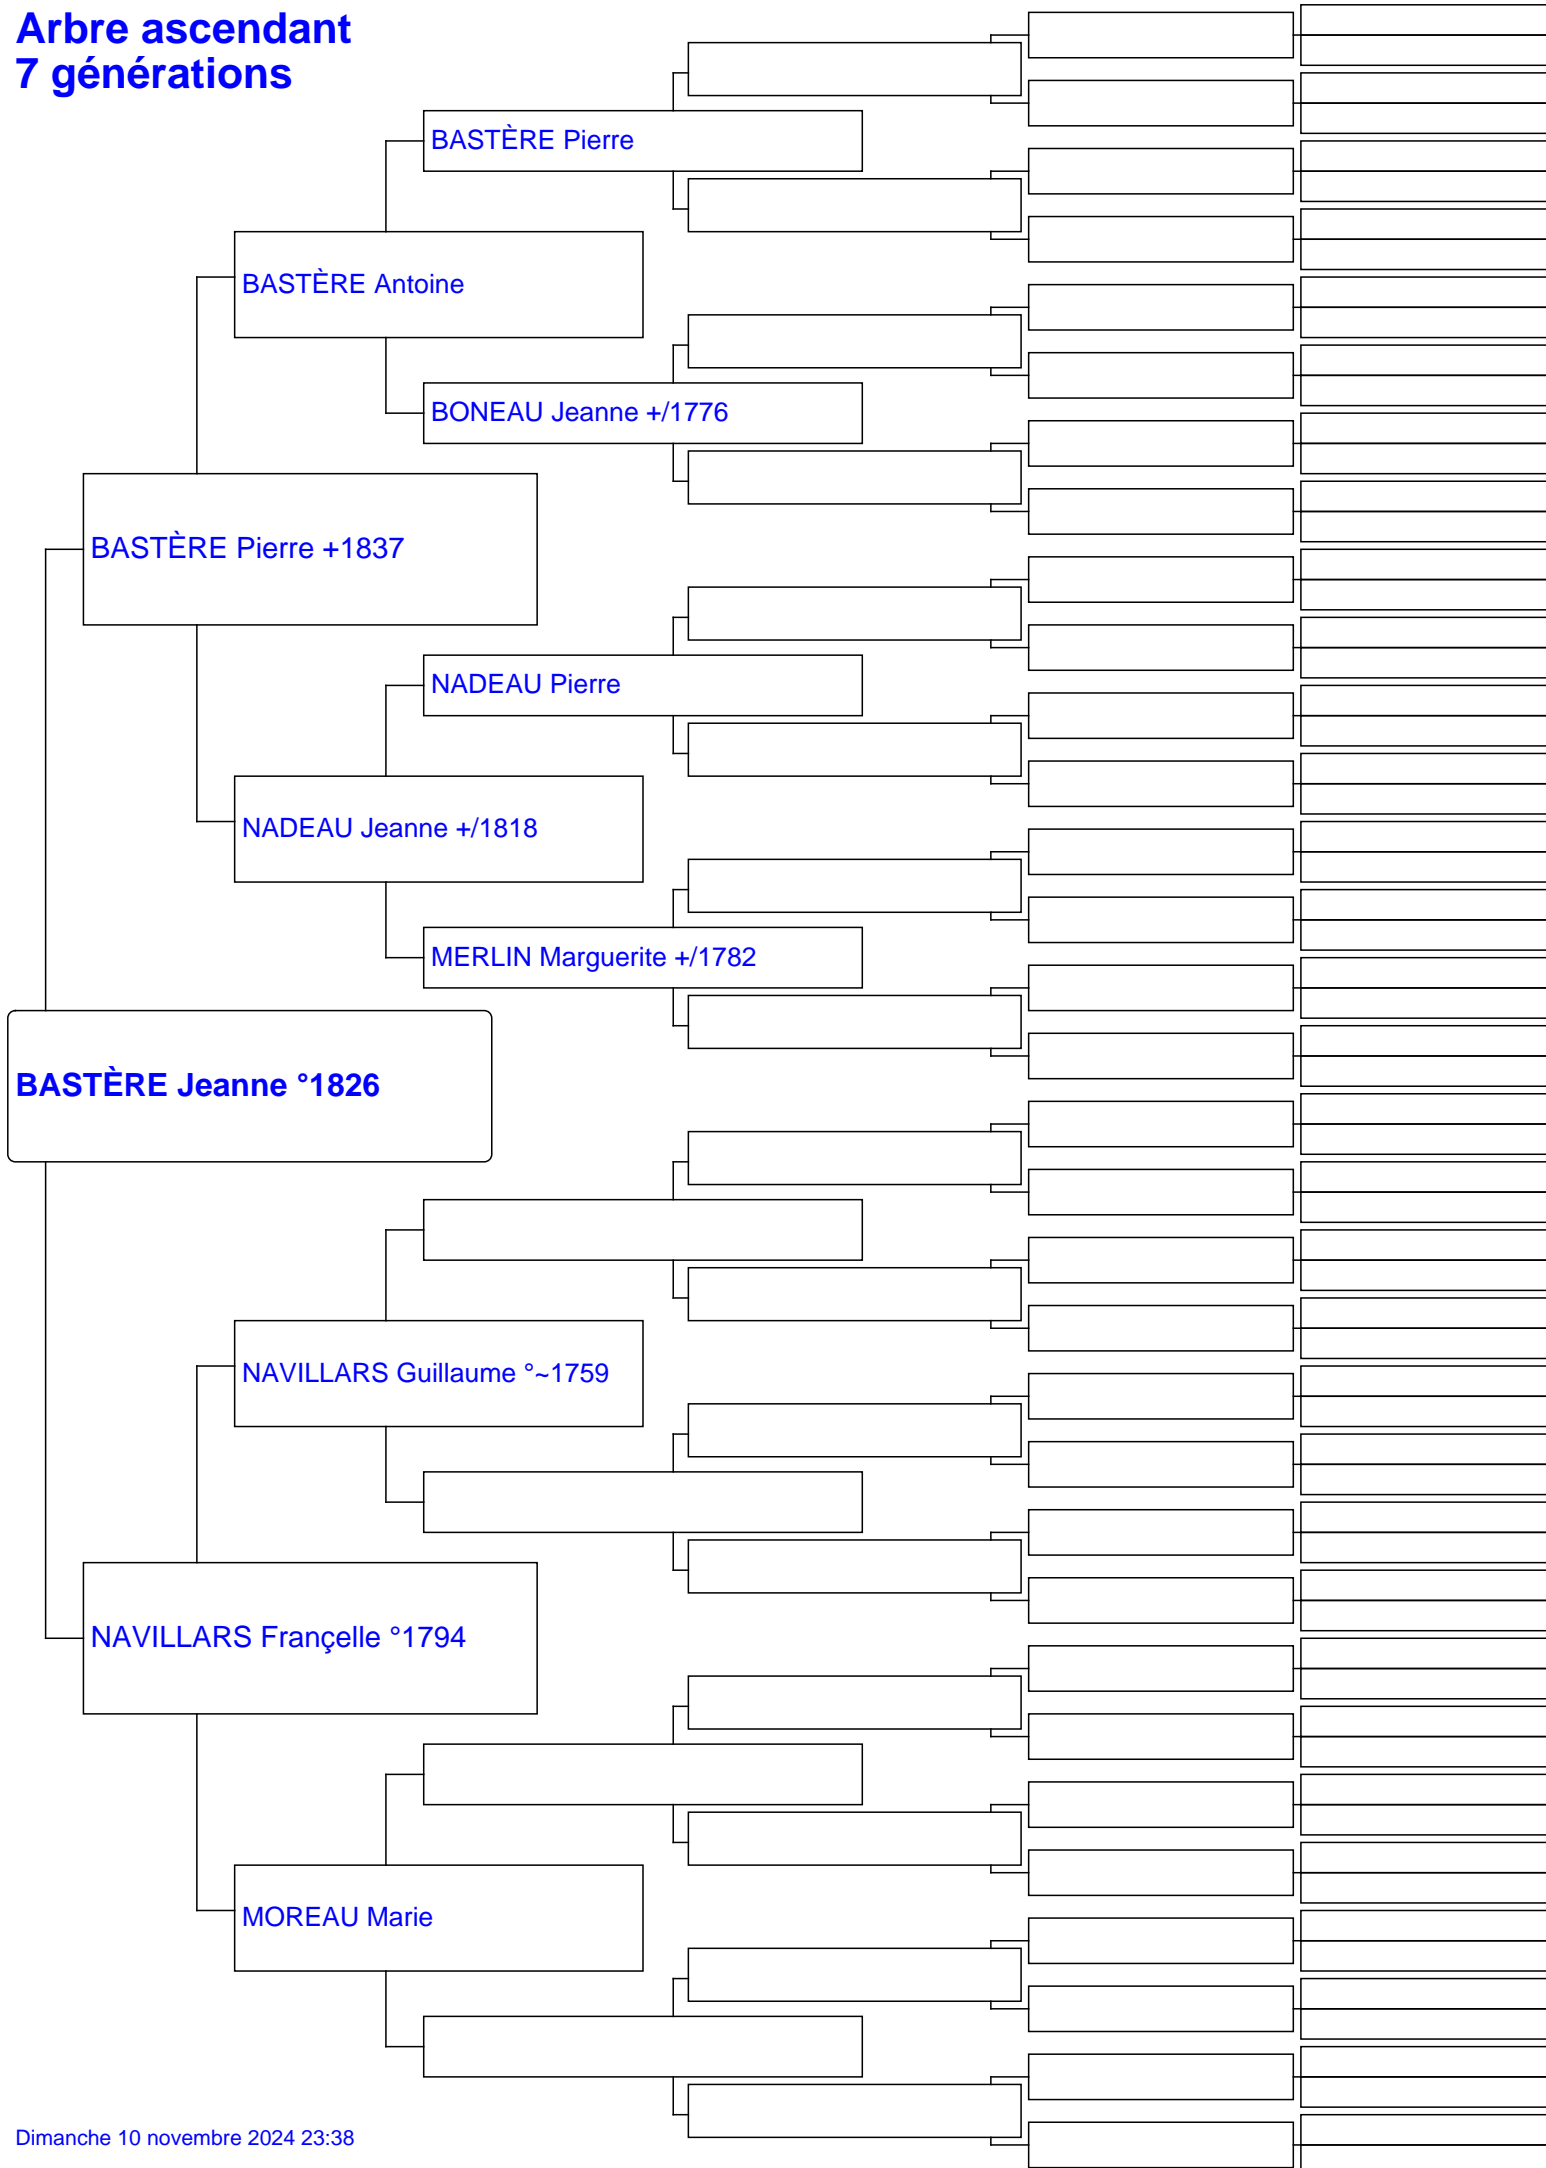 Arbre ascendant
7 générations
BASTÈRE Pierre
BASTÈRE Antoine
BONEAU Jeanne +/1776
BASTÈRE Pierre +1837
NADEAU Pierre
NADEAU Jeanne +/1818
MERLIN Marguerite +/1782
BASTÈRE Jeanne °1826
NAVILLARS Guillaume °~1759
NAVILLARS Françelle °1794
MOREAU Marie
Dimanche 10 novembre 2024 23:38